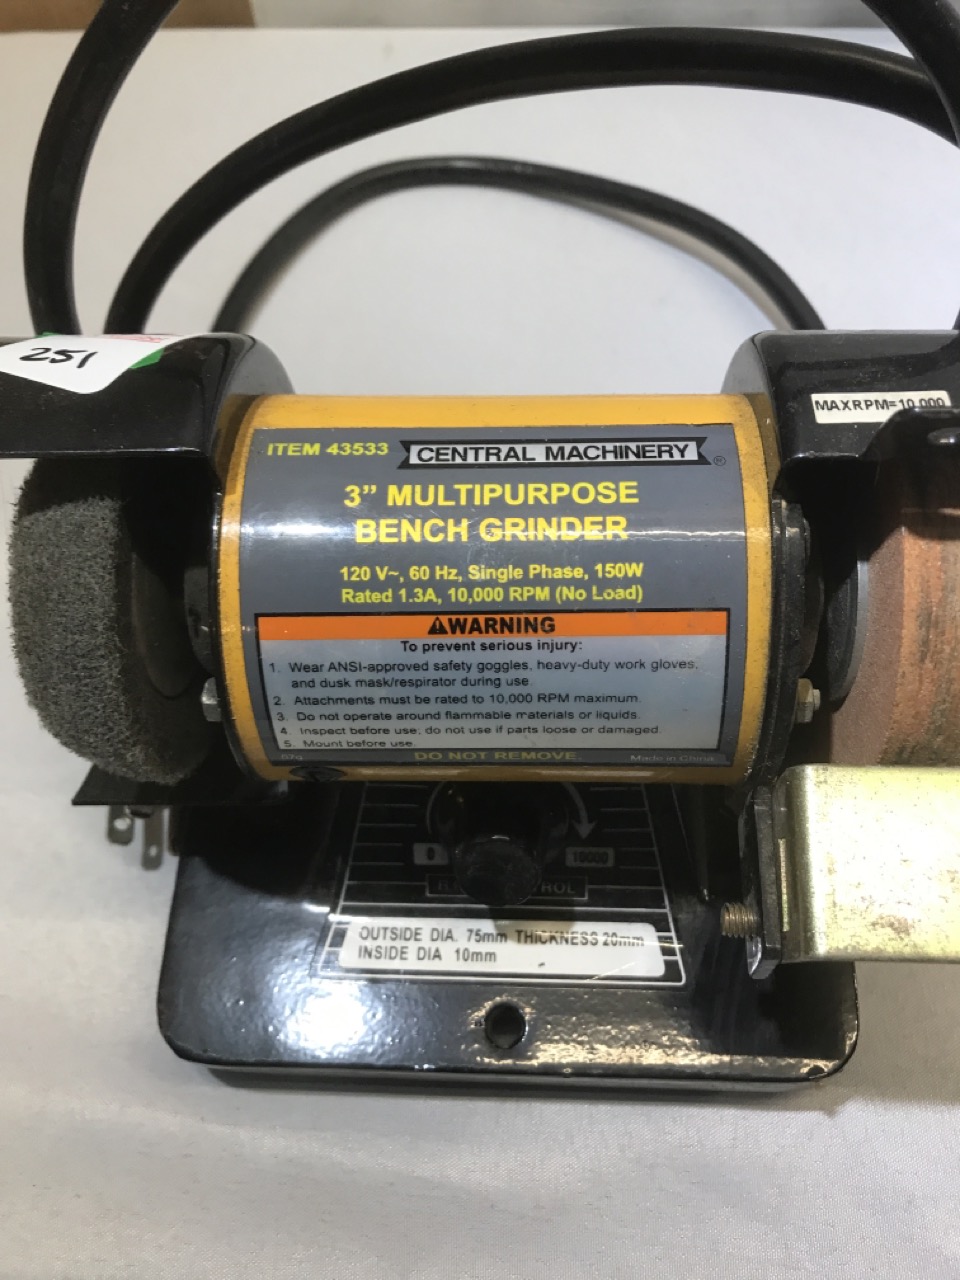 251
MAXRPM=10,000
ITEM 43533
CENTRAL MACHINERY ®
3” MULTIPURPOSE
BENCH GRINDER
120 V~, 60 Hz, Single Phase, 150W
Rated 1.3A, 10,000 RPM (No Load)
⚠WARNING
To prevent serious injury:
1. Wear ANSI-approved safety goggles, heavy-duty work gloves,
and dusk mask/respirator during use.
2. Attachments must be rated to 10,000 RPM maximum.
3. Do not operate around flammable materials or liquids.
4. Inspect before use; do not use if parts loose or damaged.
5. Mount before use.
DO NOT REMOVE.
Made in China
0
10000
OUTSIDE DIA. 75mm THICKNESS 20mm
INSIDE DIA 10mm